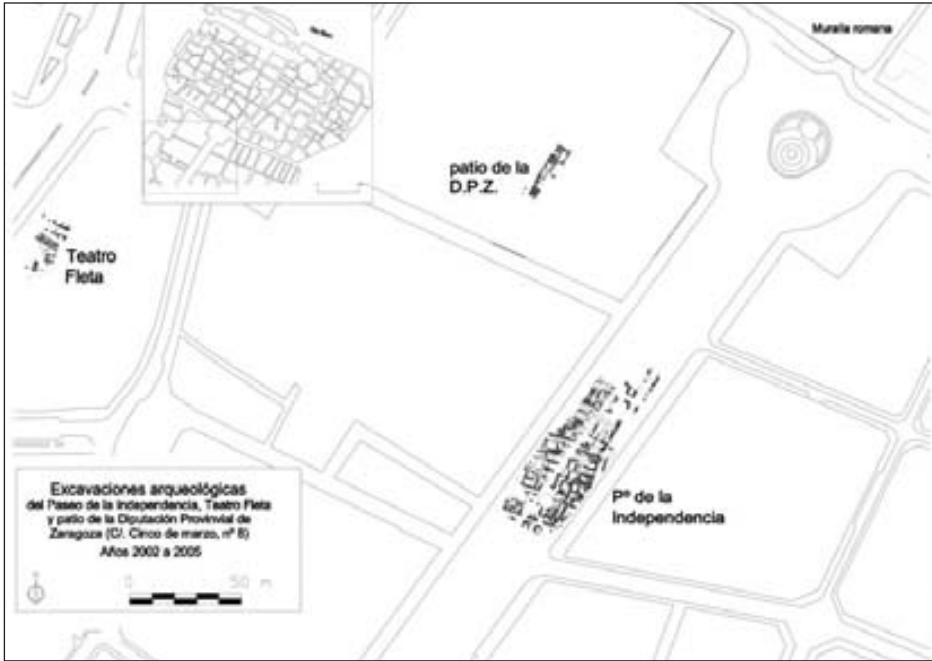 Muralla romana
patio de la
D.P.Z.
Teatro
Fleta
Pº de la
Independencia
Excavaciones arqueológicas
del Paseo de la Independencia, Teatro Fleta
y patio de la Diputación Provinvial de
Zaragoza (C/. Cinco de marzo, nº 8)
Años 2002 a 2005
0 50 m